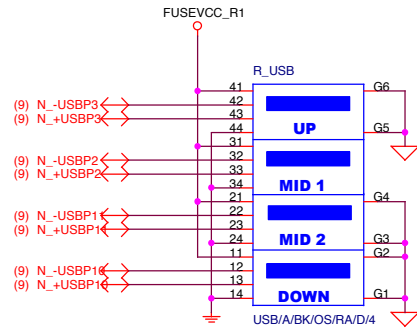 FUSEVCC_R1
R_USB
41 G6
(9) N_-USBP3 42
(9) N_+USBP3 43
44 UP G5
31
(9) N_-USBP2 32
(9) N_+USBP2 33
34 MID 1
21 G4
(9) N_-USBP11 22
(9) N_+USBP11 23
24 MID 2 G3
11 G2
(9) N_-USBP10 12
(9) N_+USBP10 13
14 DOWN G1
USB/A/BK/OS/RA/D/4